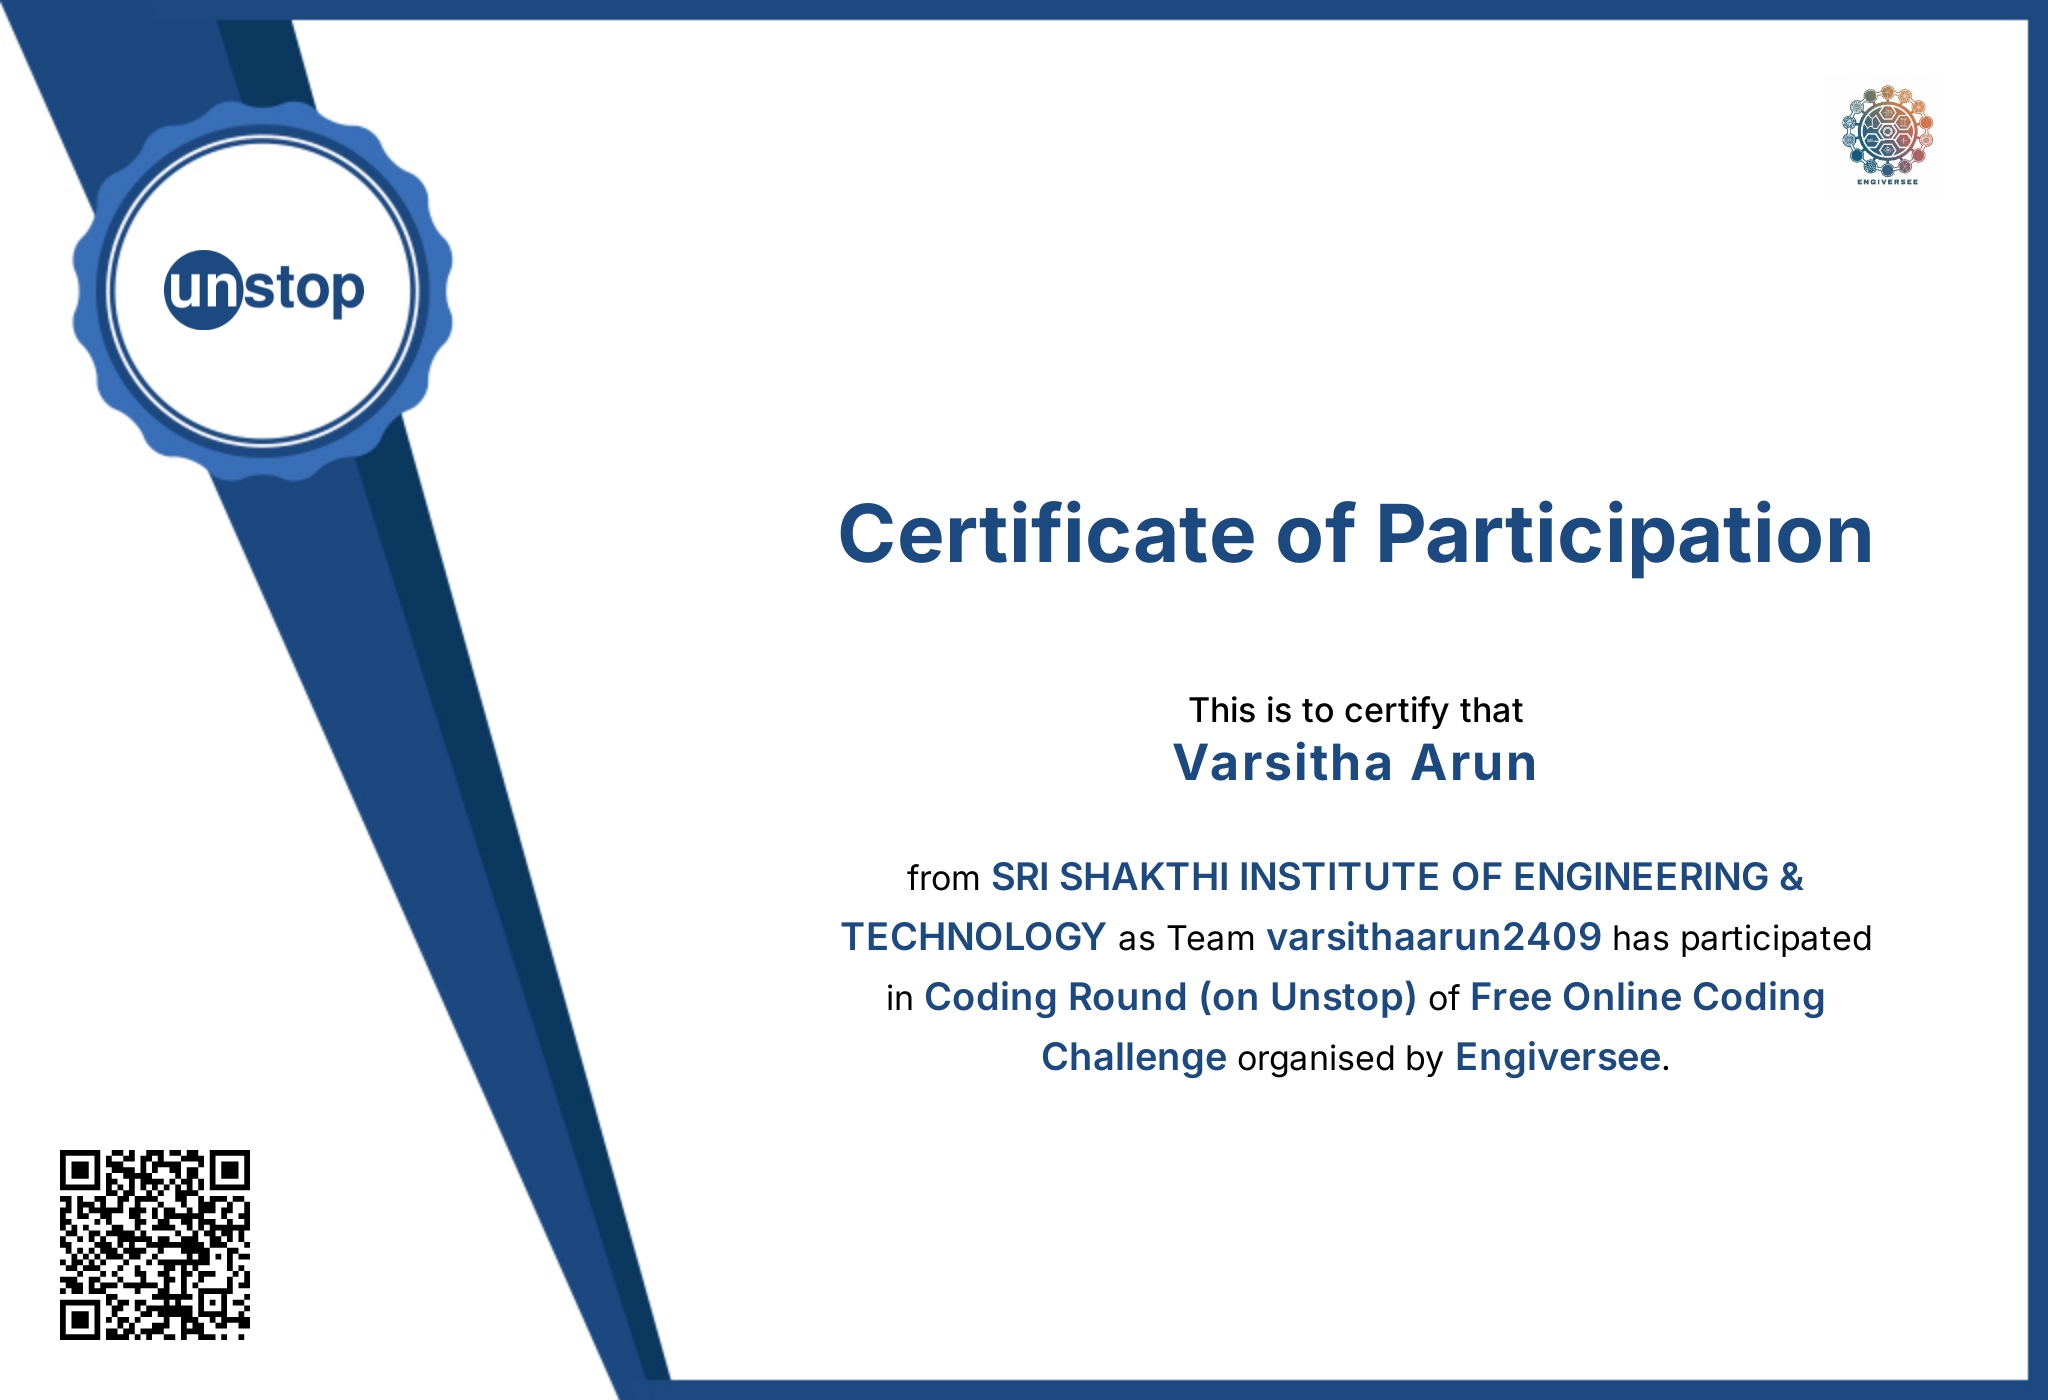 unstop
ENGIVERSEE
Certificate of Participation
This is to certify that
Varsitha Arun
from SRI SHAKTHI INSTITUTE OF ENGINEERING &
TECHNOLOGY as Team varsithaarun2409 has participated
in Coding Round (on Unstop) of Free Online Coding
Challenge organised by Engiversee.